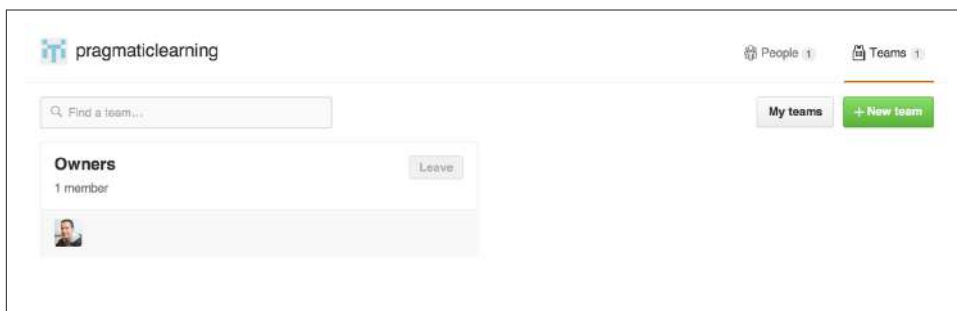 pragmaticlearning
People 1
Teams 1
Find a team...
My teams
+ New team
Owners
Leave
1 member